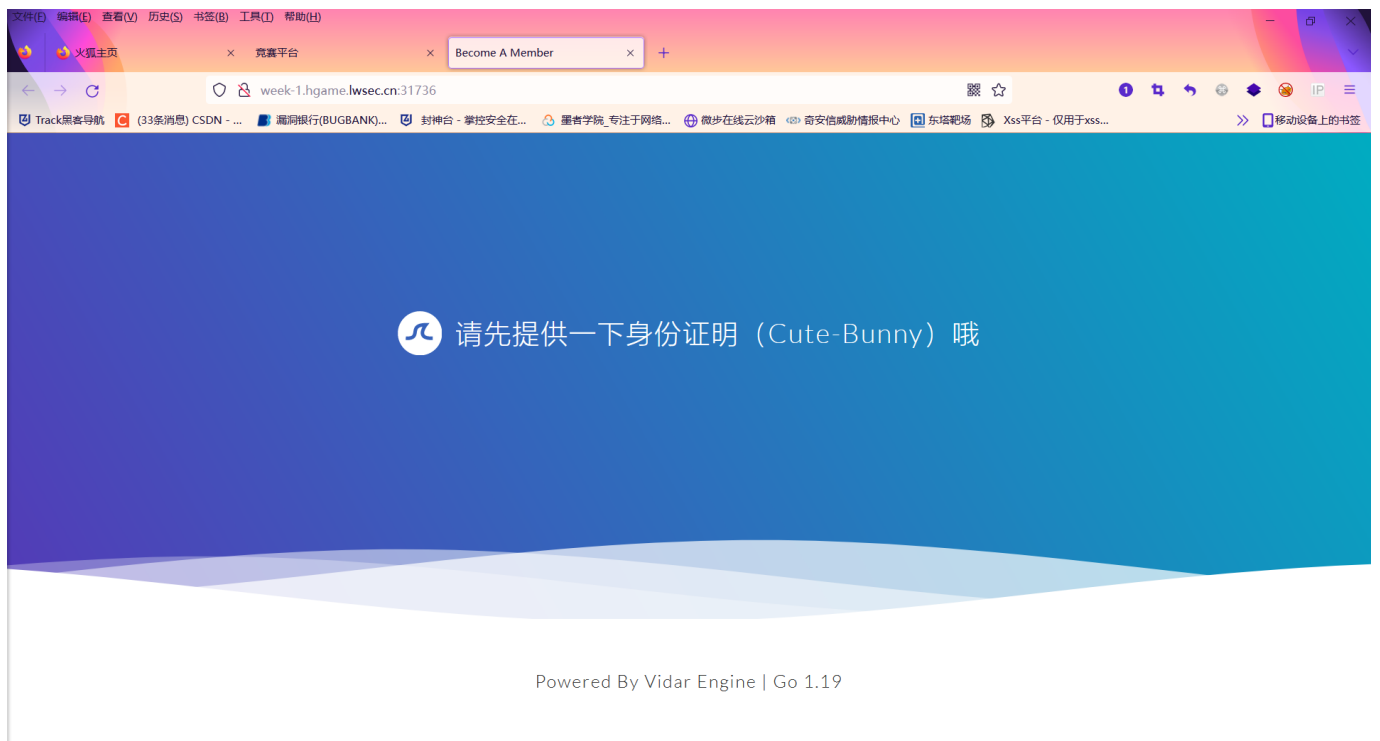 文件(F) 编辑(E) 查看(V) 历史(S) 书签(B) 工具(T) 帮助(H)
火狐主页 竞赛平台 Become A Member
week-1.hgame.lwsec.cn:31736
Track黑客导航 (33条消息) CSDN - ... 漏洞银行(BUGBANK)... 封神台 - 掌控安全在... 墨者学院_专注于网络... 微步在线云沙箱 奇安信威胁情报中心 东塔靶场 Xss平台 - 仅用于xss... 移动设备上的书签
请先提供一下身份证明（Cute-Bunny）哦
Powered By Vidar Engine | Go 1.19